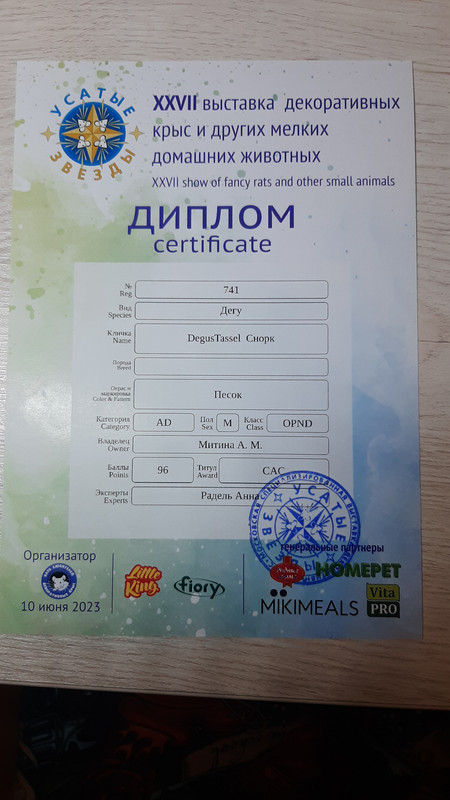 УСАТЫЕ
ЗВЁЗДЫ
XXVII выставка декоративных
крыс и других мелких
домашних животных
XXVII show of fancy rats and other small animals
ДИПЛОМ
certificate
№
Reg
741
Вид
Species
Дегу
Кличка
Name
DegusTassel Снорк
Порода
Breed
Окрас и
маркировка
Color & Pattern
Песок
Категория
Category
AD
Пол
Sex
М
Класс
Class
OPND
Владелец
Owner
Митина А. М.
Баллы
Points
96
Титул
Award
CAC
Эксперты
Experts
Радель Анна
УСАТЫЕ
ЗВЕЗДЫ
Организатор
10 июня 2023
Little
King
fiory
генеральные партнеры
HOMEPET
MIKIMEALS
Vita
PRO